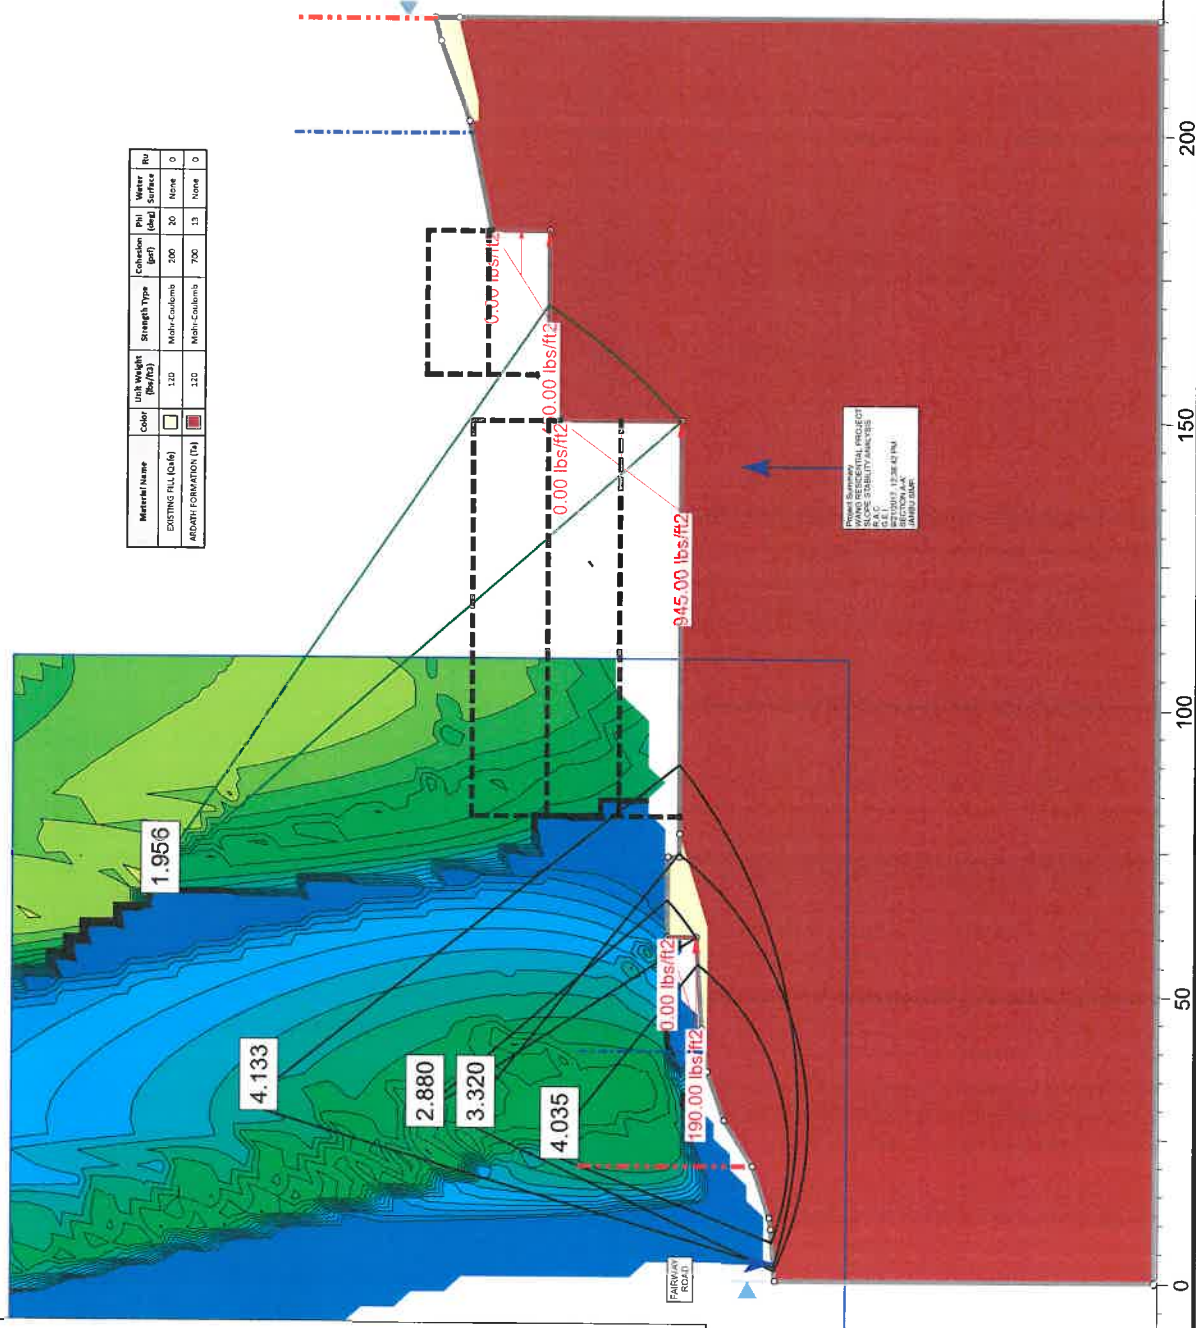 Material Name Color Unit Weight (lbs/ft3) Strength Type Cohesion (psf) Phi (deg) Water Surface Ru
EXISTING FILL (Qafe) 120 Mohr-Coulomb 200 20 None 0
ARDATH FORMATION (Ta) 120 Mohr-Coulomb 700 13 None 0
1.956
4.133
2.880
3.320
4.035
0.00 lbs/ft2
0.00 lbs/ft2
0.00 lbs/ft2
945.00 lbs/ft2
0.00 lbs/ft2
190.00 lbs/ft2
FAIRWAY
ROAD
Project Summary
WANG RESIDENTIAL PROJECT
SLOPE STABILITY ANALYSIS
R.A.C.
G.E.I.
12:36:42 PM
SECTION A-A'
0
50
100
150
200